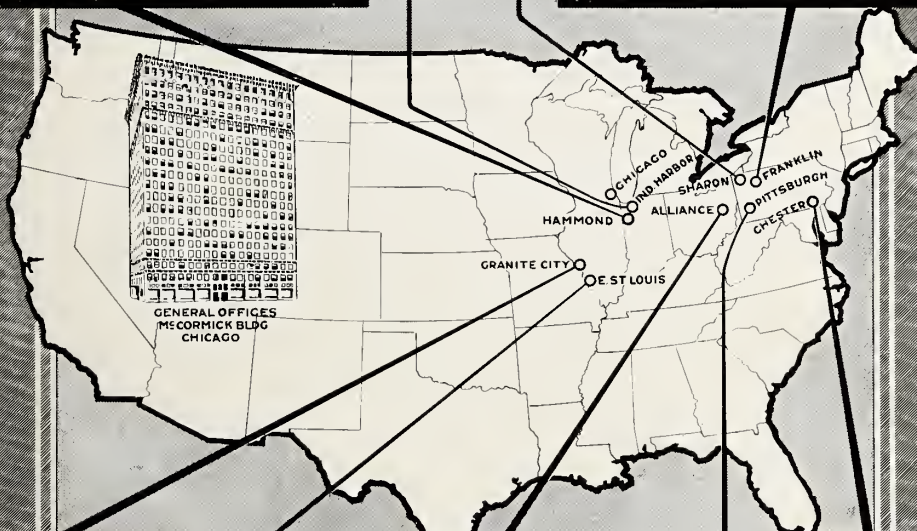 CHICAGO
IND HARBOR
HAMMOND
SHARON
FRANKLIN
ALLIANCE
PITTSBURGH
CHESTER
GRANITE CITY
E. ST LOUIS
GENERAL OFFICES
McCORMICK BLDG
CHICAGO